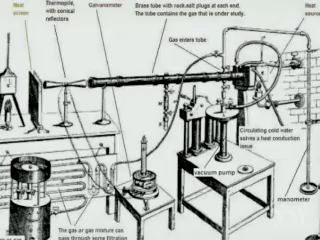 Heat
screen
Thermopile,
with conical
reflectors
Galvanometer
Brass tube with rock salt plugs at each end.
The tube contains the gas that is under study.
Heat
source
Gas enters tube
Circulating cold water
solves a heat conduction
issue
vacuum pump
manometer
The gas or gas mixture can
pass through some filtration